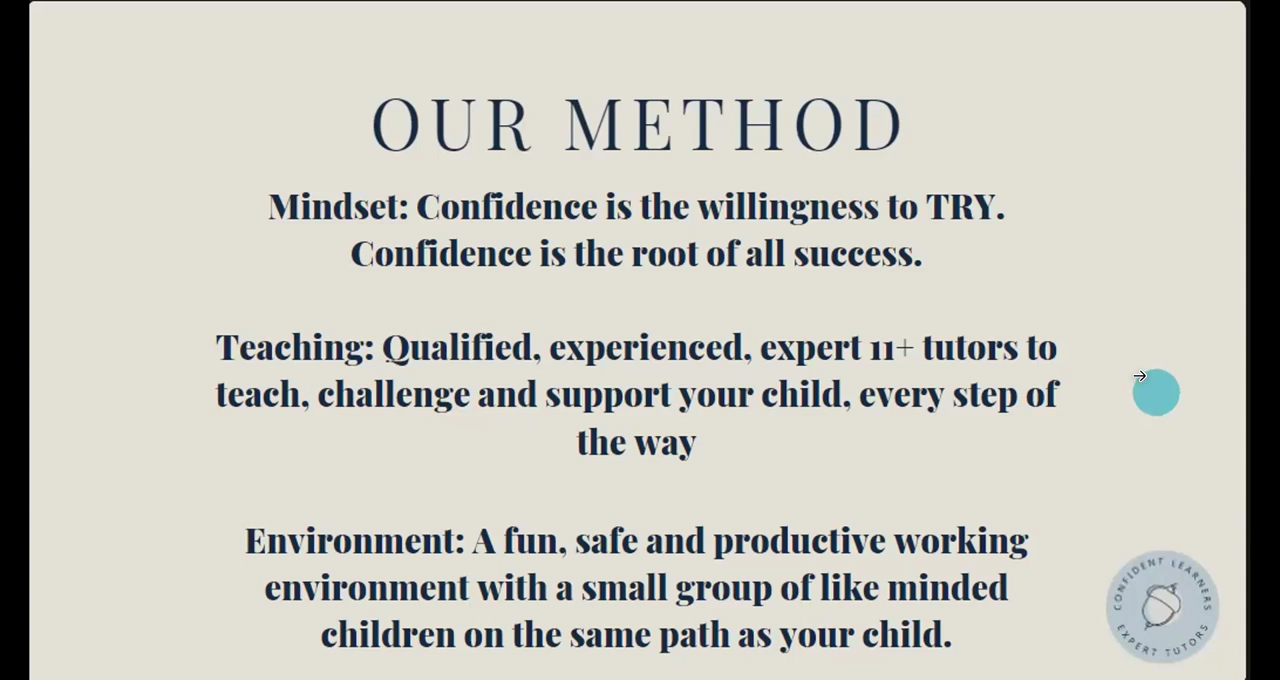 OUR METHOD
Mindset: Confidence is the willingness to TRY.
Confidence is the root of all success.
Teaching: Qualified, experienced, expert 11+ tutors to
teach, challenge and support your child, every step of
the way
Environment: A fun, safe and productive working
environment with a small group of like minded
children on the same path as your child.
CONFIDENT LEARNERS
EXPERT TUTORS